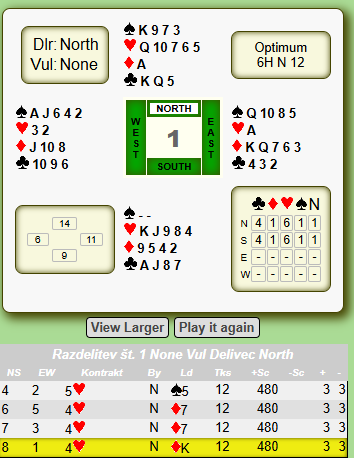 Dlr: North
Vul: None
♠ K 9 7 3
♥ Q 10 7 6 5
♦ A
♣ K Q 5
Optimum
6H N 12
♠ A J 6 4 2
♥ 3 2
♦ J 10 8
♣ 10 9 6
NORTH
WEST
1
EAST
SOUTH
♠ Q 10 8 5
♥ A
♦ K Q 7 6 3
♣ 4 3 2
14
6 11
9
♠ - -
♥ K J 9 8 4
♦ 9 5 4 2
♣ A J 8 7
♣ ♦ ♥ ♠ N
N 4 1 6 1 1
S 4 1 6 1 1
E - - - - -
W - - - - -
View Larger Play it again
Razdelitev št. 1 None Vul Delivec North
NS EW Kontrakt By Ld Tks +Sc -Sc + -
4 2 5♥ N ♠5 12 480 3 3
6 5 4♥ N ♦7 12 480 3 3
7 3 4♥ N ♦7 12 480 3 3
8 1 4♥ N ♦K 12 480 3 3